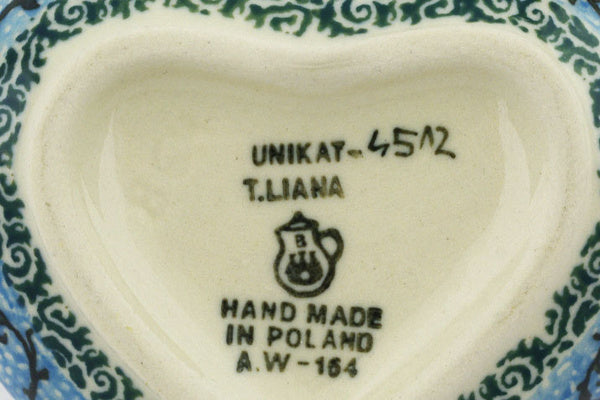 UNIKAT-4512
T.LIANA
B
HAND MADE
IN POLAND
A.W-164